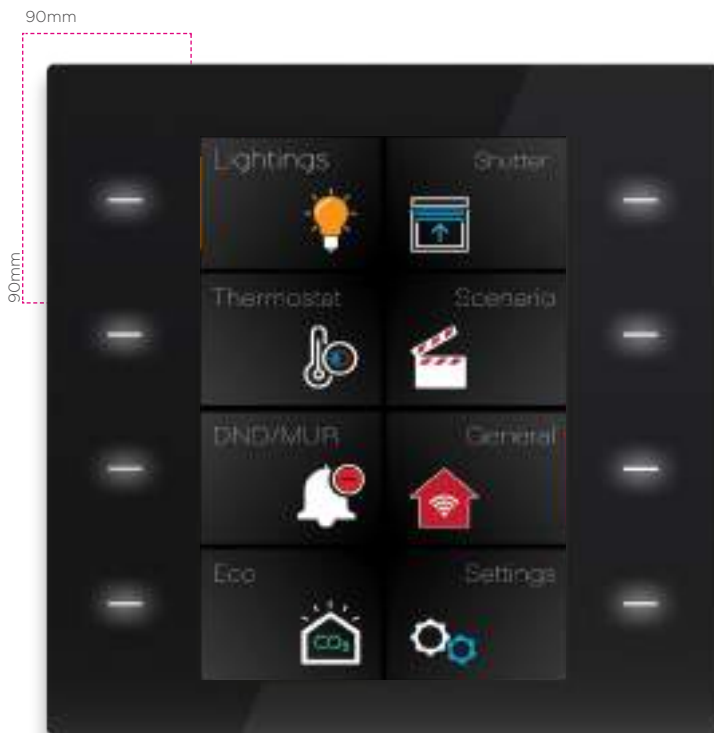 90mm
90mm
Lightings
Shutter
Thermostat
Scenario
DND/MUR
General
Eco
Settings
CO₂